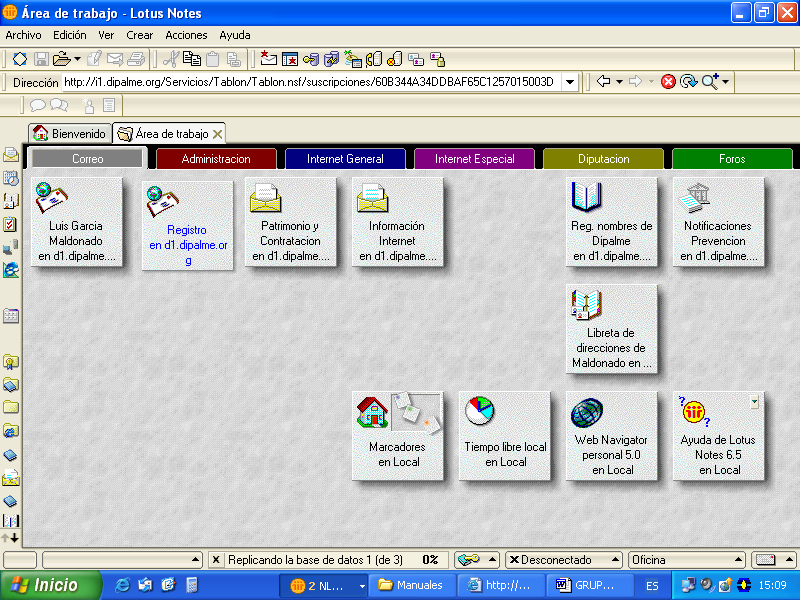 Área de trabajo - Lotus Notes
Archivo Edición Ver Crear Acciones Ayuda
Dirección http://i1.dipalme.org/Servicios/Tablon/Tablon.nsf/suscripciones/60B344A34DDBAF65C1257015003D
Bienvenido Área de trabajo
Correo Administracion Internet General Internet Especial Diputacion Foros
Luis Garcia
Maldonado
en d1.dipalme....
Registro
en d1.dipalme.or
g
Patrimonio y
Contratacion
en d1.dipalme....
Información
Internet
en d1.dipalme....
Reg. nombres de
Dipalme
en d1.dipalme....
Notificaciones
Prevencion
en d1.dipalme....
Libreta de
direcciones de
Maldonado en ...
Marcadores
en Local
Tiempo libre local
en Local
Web Navigator
personal 5.0
en Local
Ayuda de Lotus
Notes 6.5
en Local
X Replicando la base de datos 1 (de 3) 0% Desconectado Oficina
Inicio 2 NL... Manuales http://... GRUP... ES 15:09